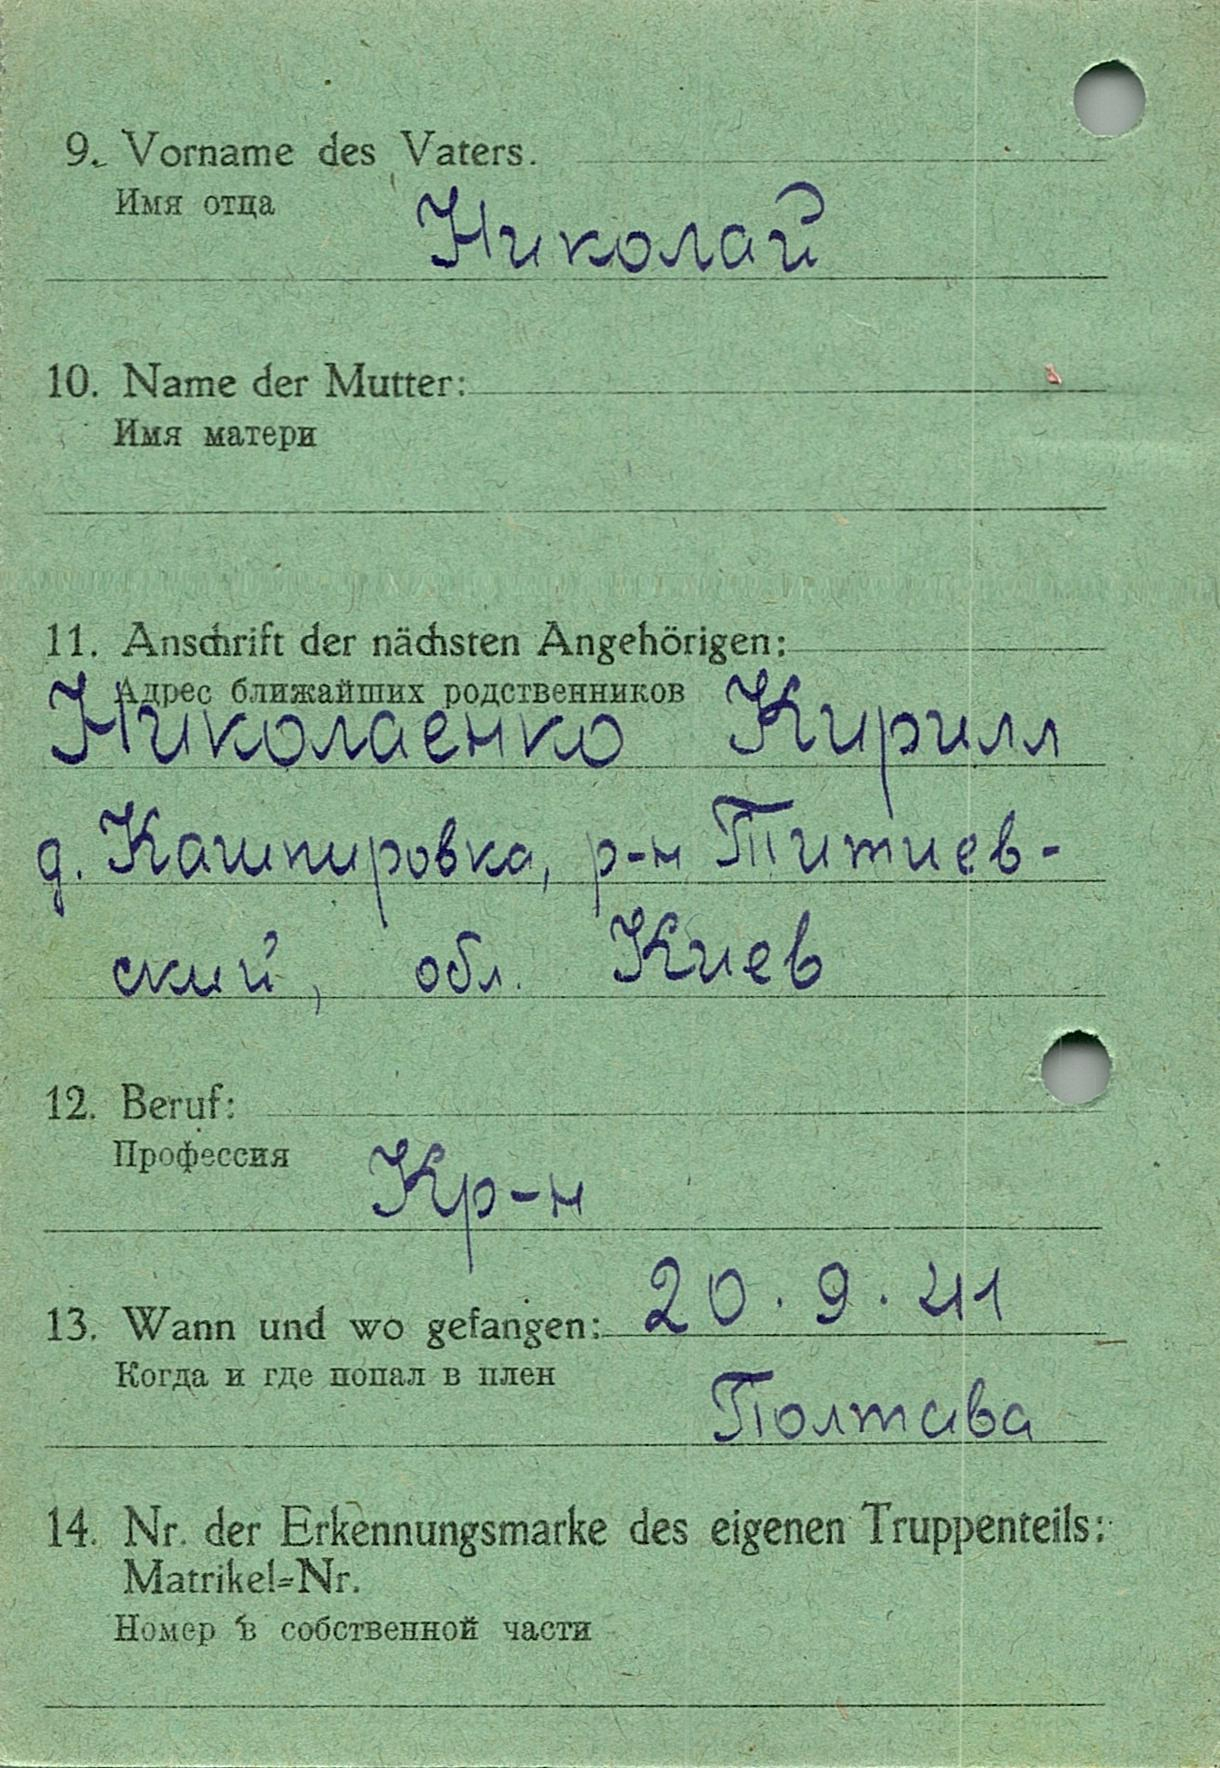 9. Vorname des Vaters.
Имя отца
Николай
10. Name der Mutter:
Имя матери
11. Anschrift der nächsten Angehörigen:
Адрес ближайших родственников
Николаенко Кирилл
д. Кашпировка, р-н Титиев-
ский, обл. Киев
12. Beruf:
Профессия
Кр-н
13. Wann und wo gefangen: 20.9.41
Когда и где попал в плен
Полтава
14. Nr. der Erkennungsmarke des eigenen Truppenteils:
Matrikel-Nr.
Номер в собственной части